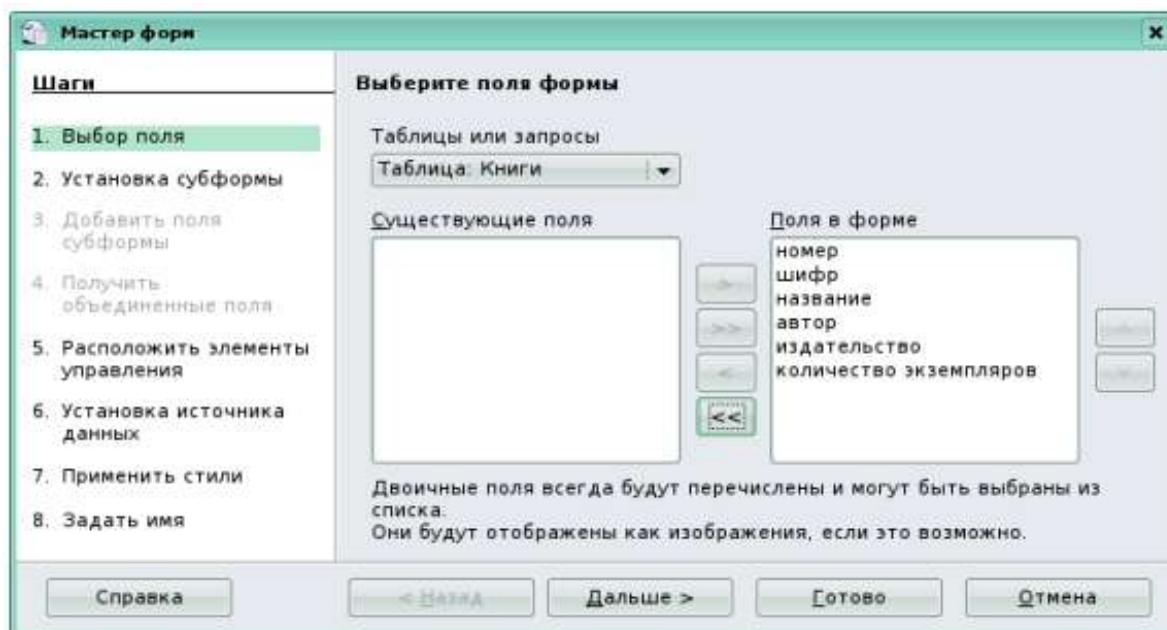 Мастер форм
Шаги
1. Выбор поля
2. Установка субформы
3. Добавить поля
субформы
4. Получить
объединенные поля
5. Расположить элементы
управления
6. Установка источника
данных
7. Применить стили
8. Задать имя
Выберите поля формы
Таблицы или запросы
Таблица: Книги
Существующие поля
Поля в форме
номер
шифр
название
автор
издательство
количество экземпляров
>
>>
<
<<
Двоичные поля всегда будут перечислены и могут быть выбраны из
списка.
Они будут отображены как изображения, если это возможно.
Справка
< Назад
Дальше >
Готово
Отмена